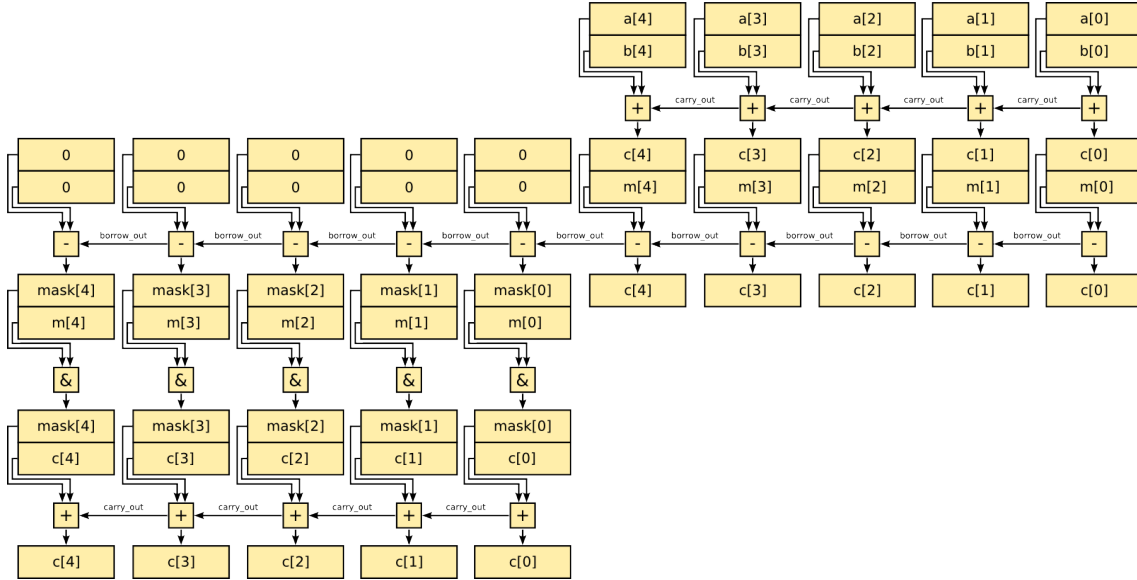 a[4] a[3] a[2] a[1] a[0]
b[4] b[3] b[2] b[1] b[0]
+ carry_out + carry_out + carry_out + carry_out +
0 0 0 0 0 c[4] c[3] c[2] c[1] c[0]
0 0 0 0 0 m[4] m[3] m[2] m[1] m[0]
- borrow_out - borrow_out - borrow_out - borrow_out - borrow_out - borrow_out - borrow_out - borrow_out - borrow_out -
mask[4] mask[3] mask[2] mask[1] mask[0] c[4] c[3] c[2] c[1] c[0]
m[4] m[3] m[2] m[1] m[0]
& & & & &
mask[4] mask[3] mask[2] mask[1] mask[0]
c[4] c[3] c[2] c[1] c[0]
+ carry_out + carry_out + carry_out + carry_out +
c[4] c[3] c[2] c[1] c[0]